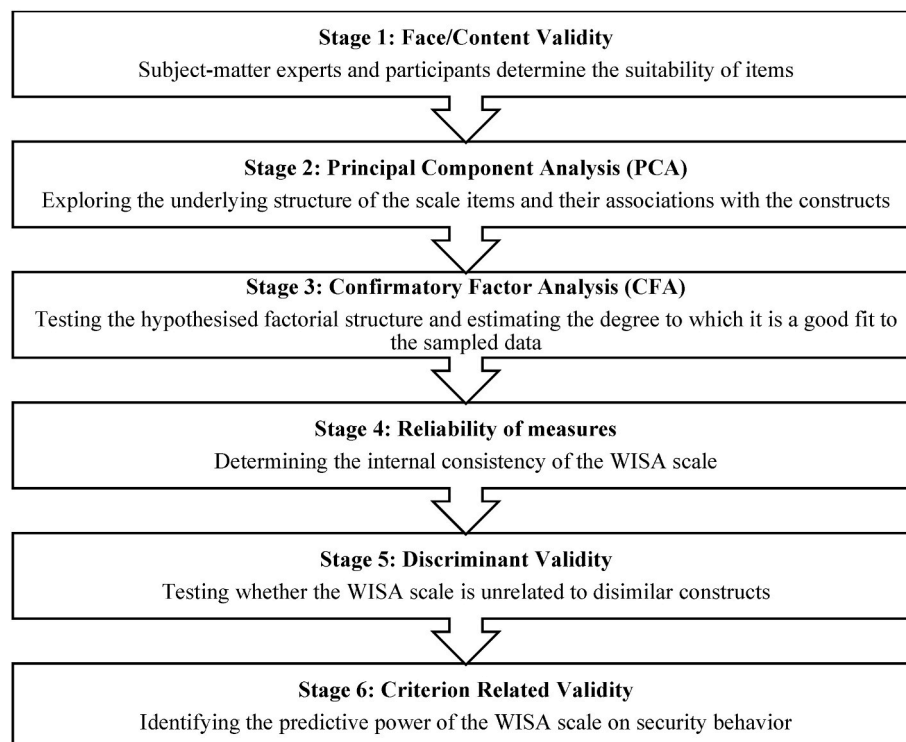 Stage 1: Face/Content Validity
Subject-matter experts and participants determine the suitability of items
Stage 2: Principal Component Analysis (PCA)
Exploring the underlying structure of the scale items and their associations with the constructs
Stage 3: Confirmatory Factor Analysis (CFA)
Testing the hypothesised factorial structure and estimating the degree to which it is a good fit to
the sampled data
Stage 4: Reliability of measures
Determining the internal consistency of the WISA scale
Stage 5: Discriminant Validity
Testing whether the WISA scale is unrelated to disimilar constructs
Stage 6: Criterion Related Validity
Identifying the predictive power of the WISA scale on security behavior